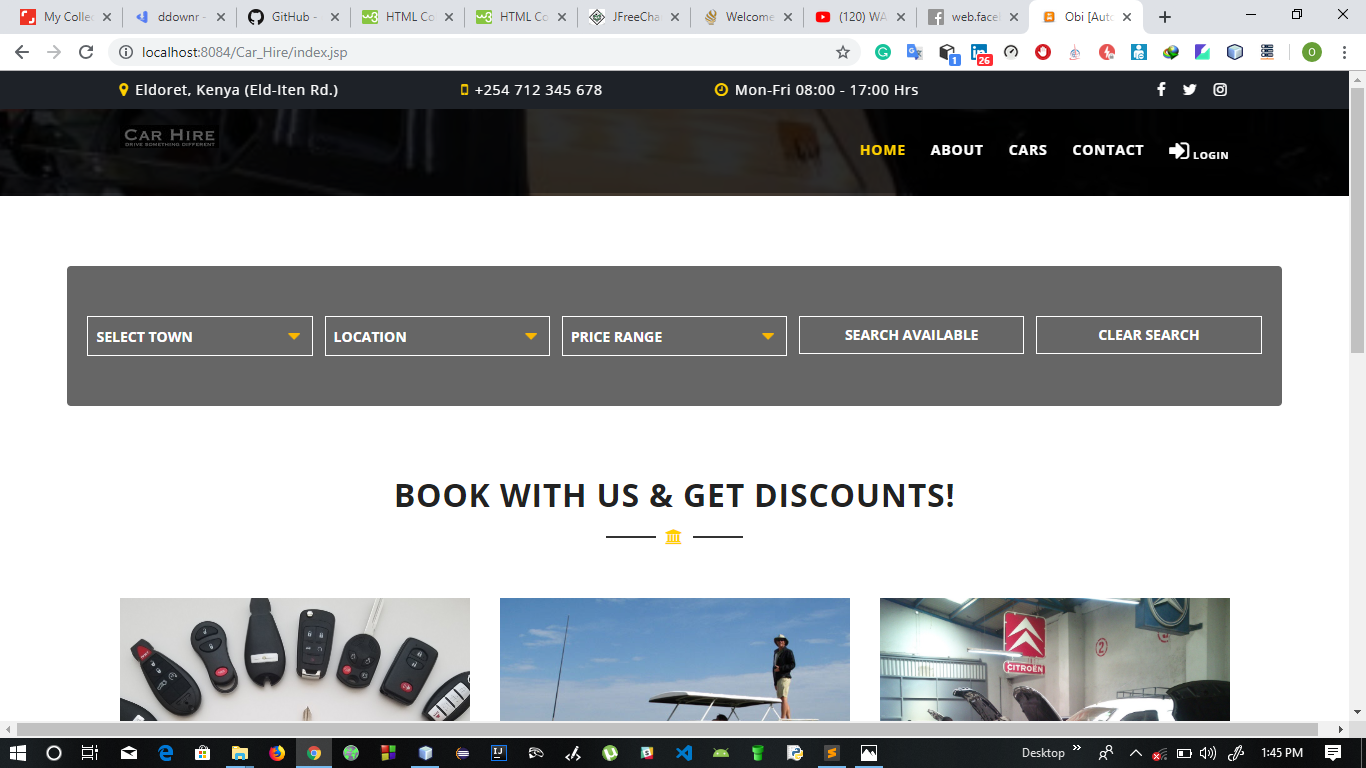 My Collec
ddownr -
GitHub -
HTML Co
HTML Co
JFreeCha
Welcome
(120) WA
web.facel
Obi [Auto
localhost:8084/Car_Hire/index.jsp
1
26
O
Eldoret, Kenya (Eld-Iten Rd.)
+254 712 345 678
Mon-Fri 08:00 - 17:00 Hrs
CAR HIRE
DRIVE SOMETHING DIFFERENT
HOME
ABOUT
CARS
CONTACT
LOGIN
SELECT TOWN
LOCATION
PRICE RANGE
SEARCH AVAILABLE
CLEAR SEARCH
BOOK WITH US & GET DISCOUNTS!
CITROËN
2
Desktop
1:45 PM